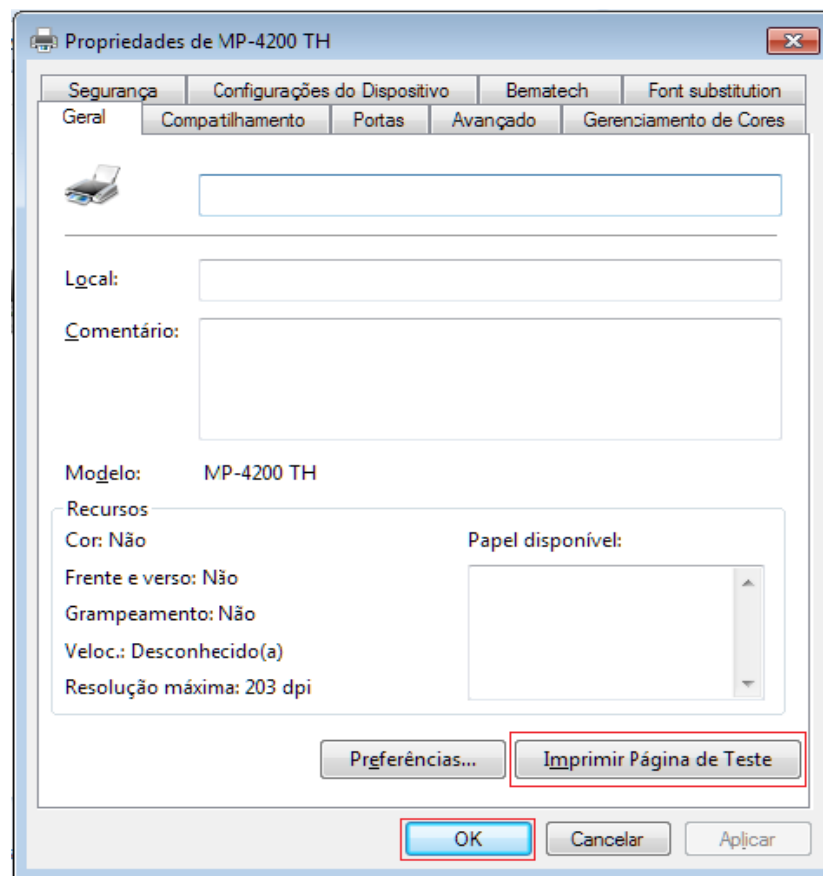 Propriedades de MP-4200 TH
Segurança Configurações do Dispositivo Bematech Font substitution
Geral Compatilhamento Portas Avançado Gerenciamento de Cores
Local:
Comentário:
Modelo: MP-4200 TH
Recursos
Cor: Não Papel disponível:
Frente e verso: Não
Grampeamento: Não
Veloc.: Desconhecido(a)
Resolução máxima: 203 dpi
Preferências... Imprimir Página de Teste
OK Cancelar Aplicar